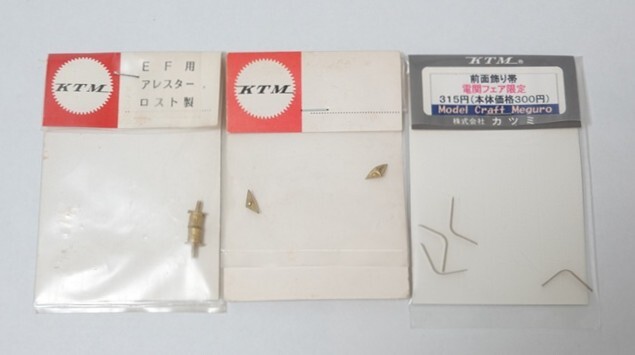 KTM
EF用
アレスター
ロスト製
KTM
KTM®
前面飾り帯
電関フェア限定
315円(本体価格300円)
Model Craft Meguro
株式会社 カツミ